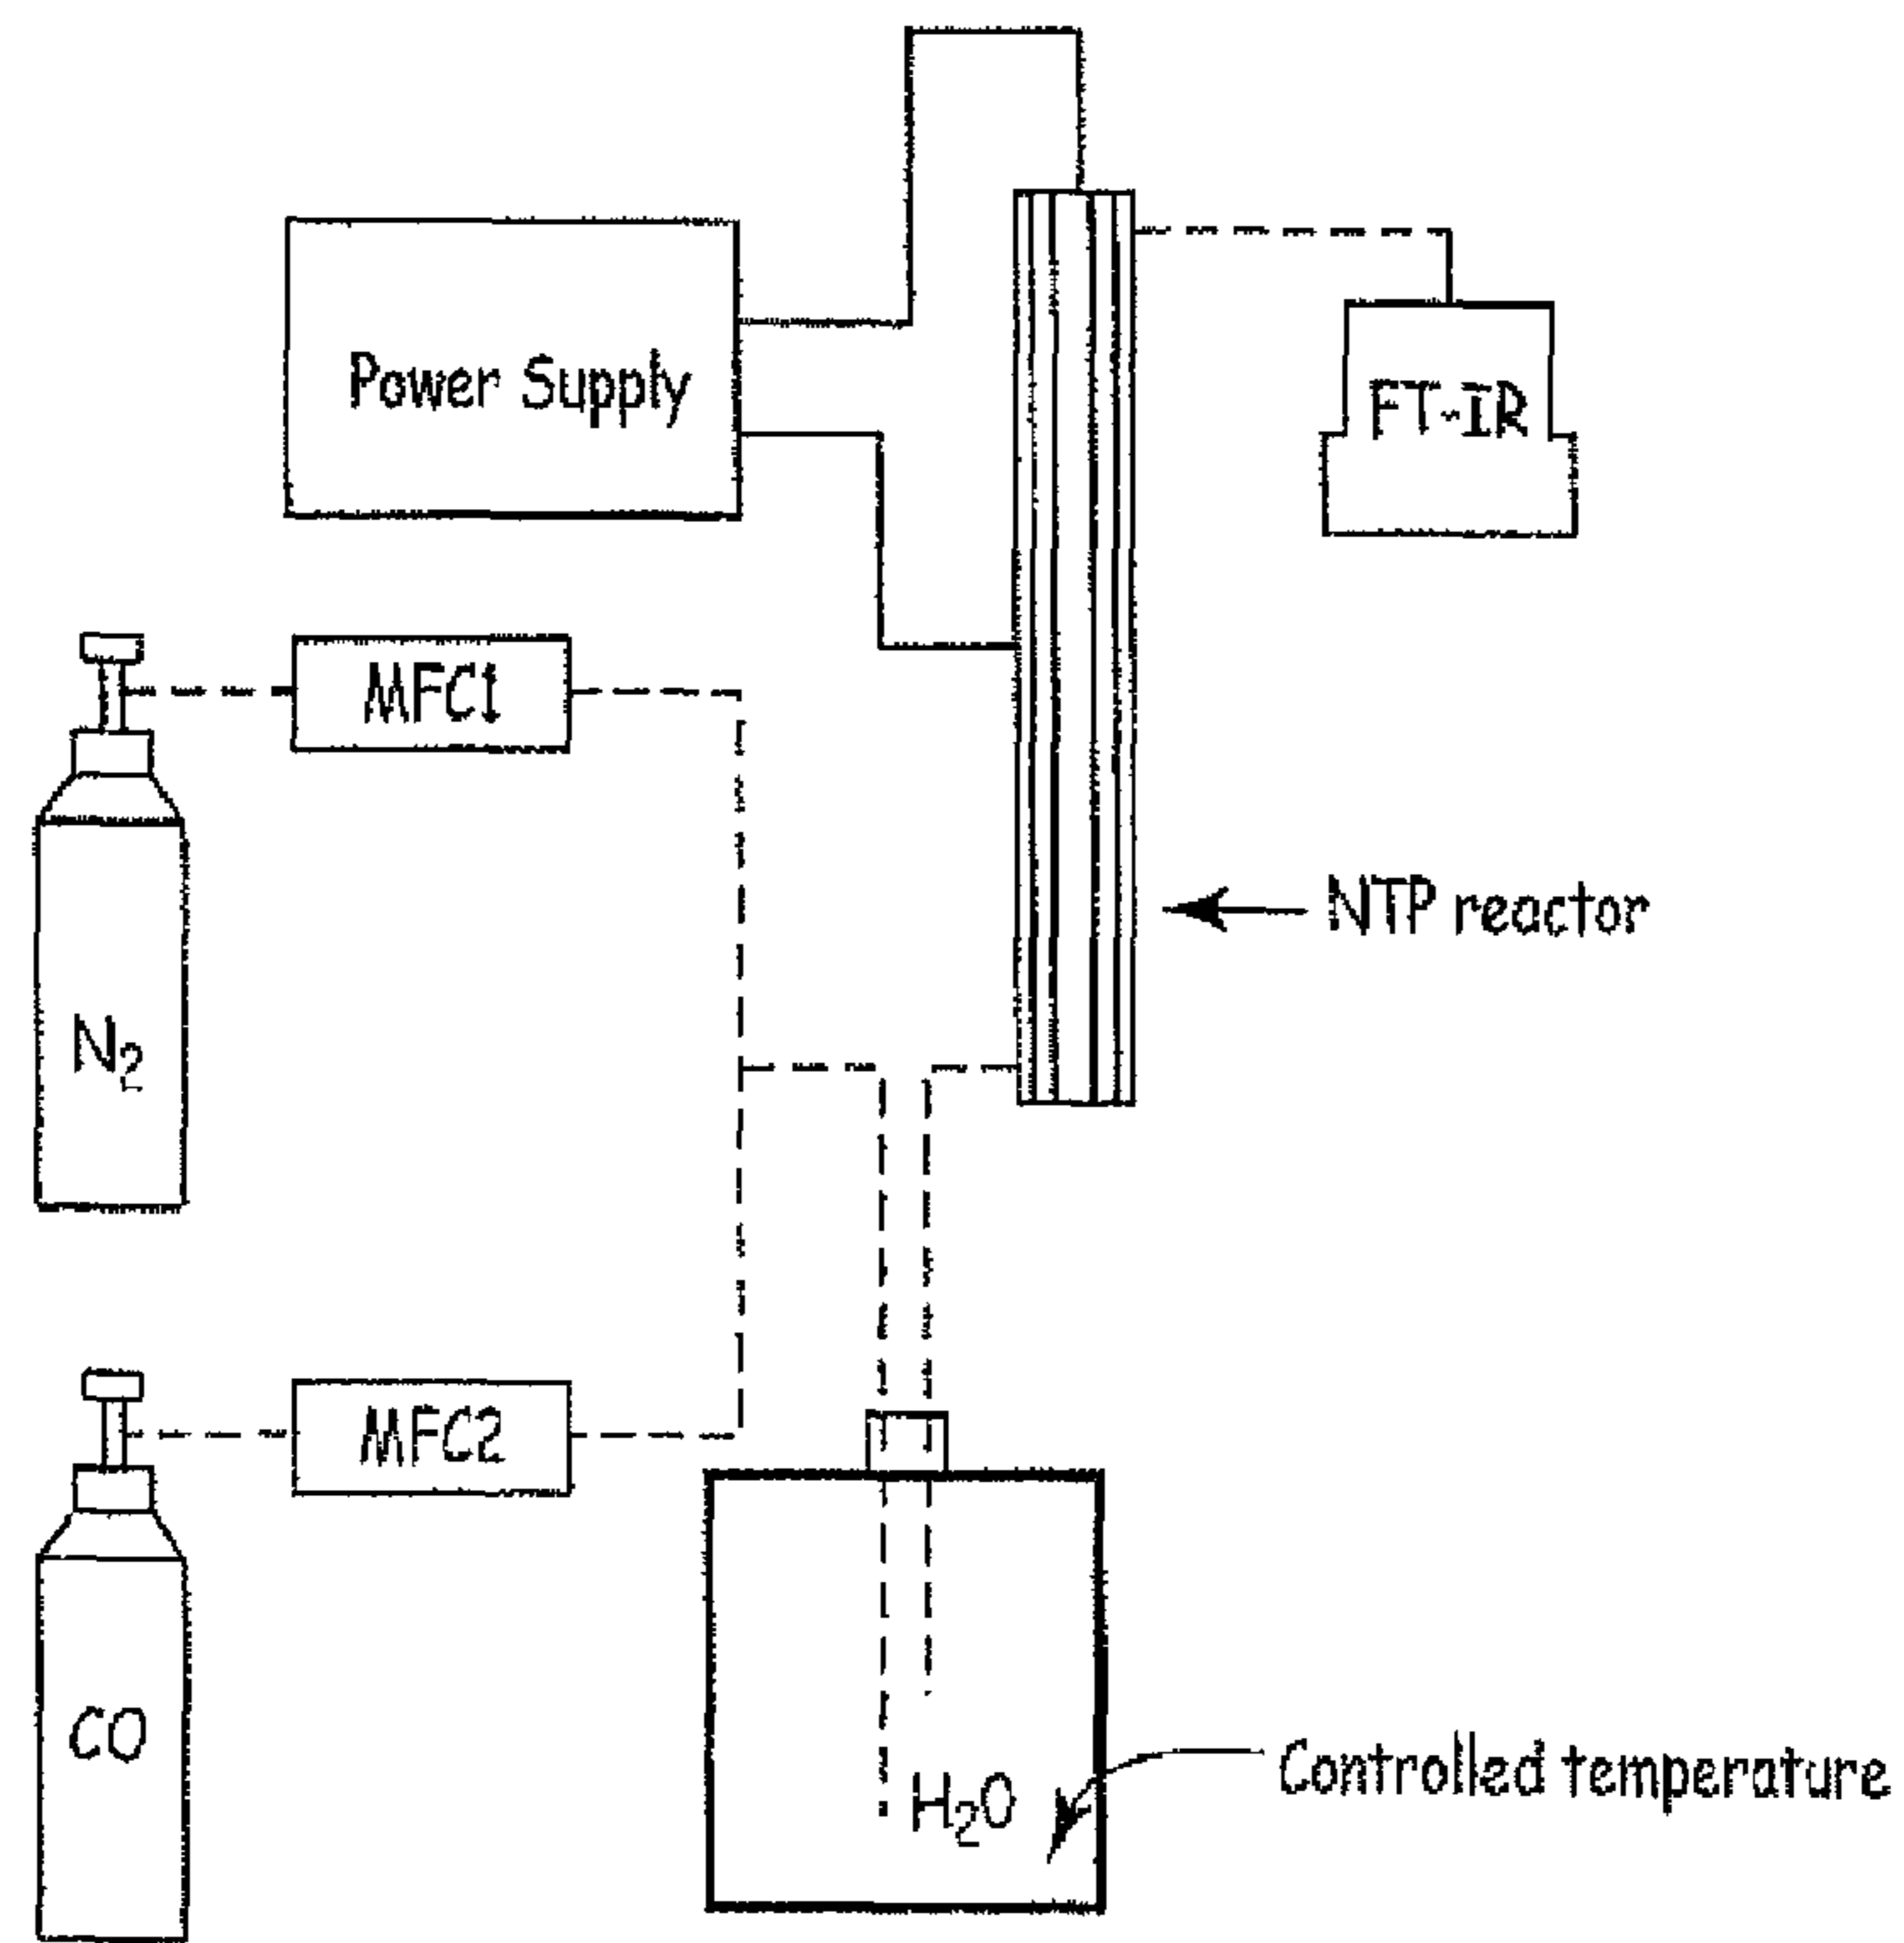 Power Supply
FT-IR
MFC1
NTP reactor
N₂
MFC2
CO
H₂O
Controlled temperature